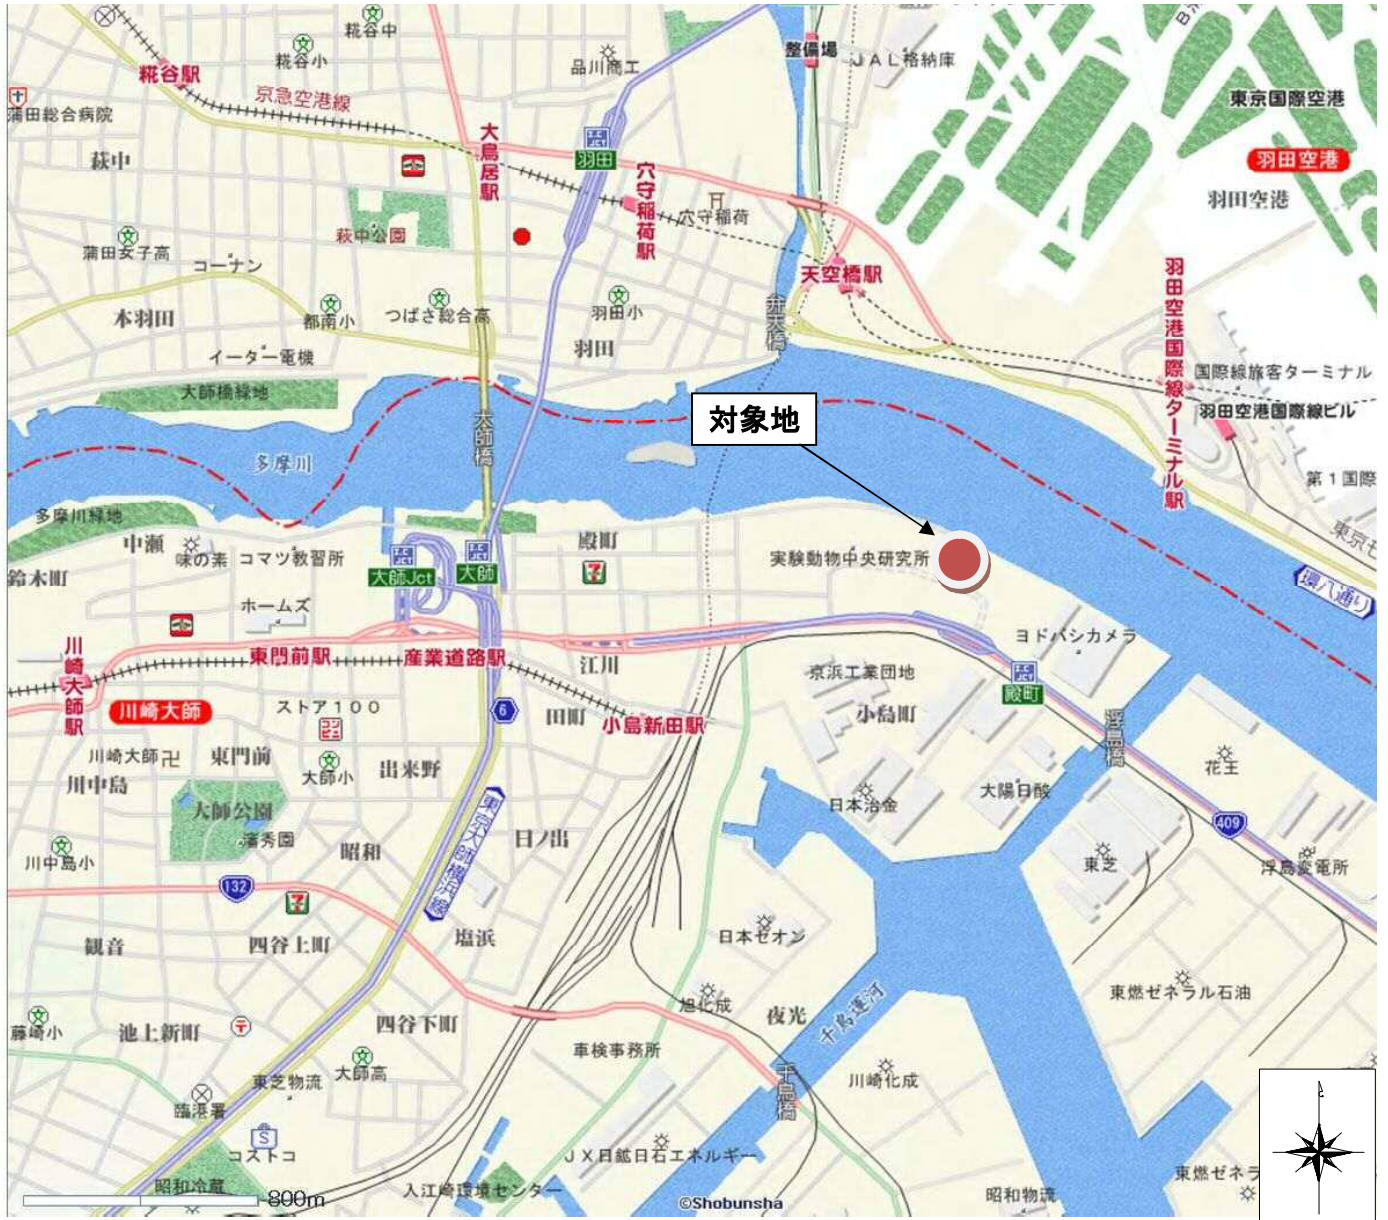 糀谷中
糀谷小
糀谷駅
品川商工
整備場
JAL格納庫
東京国際空港
蒲田総合病院
京急空港線
大鳥居駅
羽田
穴守稲荷駅
穴守稲荷
羽田空港
羽田空港
萩中
萩中公園
蒲田女子高
コーナン
天空橋駅
羽田空港国際線ターミナル駅
本羽田
都南小
つばさ総合高
羽田小
羽田
弁天橋
イーター電機
大師橋緑地
国際線旅客ターミナル
羽田空港国際線ビル
対象地
大師橋
多摩川
第1国際
東京モ
多摩川緑地
中瀬
味の素
コマツ教習所
殿町
実験動物中央研究所
環八通り
鈴木町
大師Jct
大師
ホームズ
ヨドバシカメラ
川崎大師駅
東門前駅
産業道路駅
江川
京浜工業団地
殿町
川崎大師
ストア100
6
田町
小島新田駅
小島町
浮島橋
川崎大師
東門前
大師小
出来野
花王
川中島
大師公園
日本冶金
大陽日酸
瀋秀園
昭和
東京大師横浜線
日ノ出
409
川中島小
東芝
浮島変電所
132
観音
四谷上町
塩浜
日本ゼオン
東燃ゼネラル石油
藤崎小
池上新町
四谷下町
旭化成
夜光
千鳥運河
車検事務所
大師高
東芝物流
川崎化成
千鳥橋
臨港署
コストコ
JX日鉱日石エネルギー
昭和冷蔵
入江崎環境センター
昭和物流
東燃ゼネラ
800m
©Shobunsha